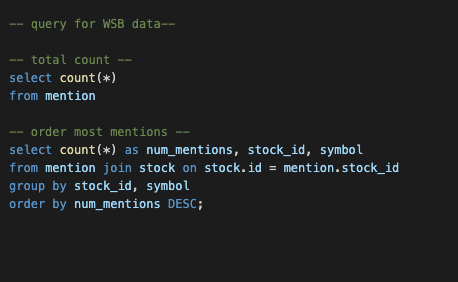 -- query for WSB data--
-- total count --
select count(*)
from mention
-- order most mentions --
select count(*) as num_mentions, stock_id, symbol
from mention join stock on stock.id = mention.stock_id
group by stock_id, symbol
order by num_mentions DESC;